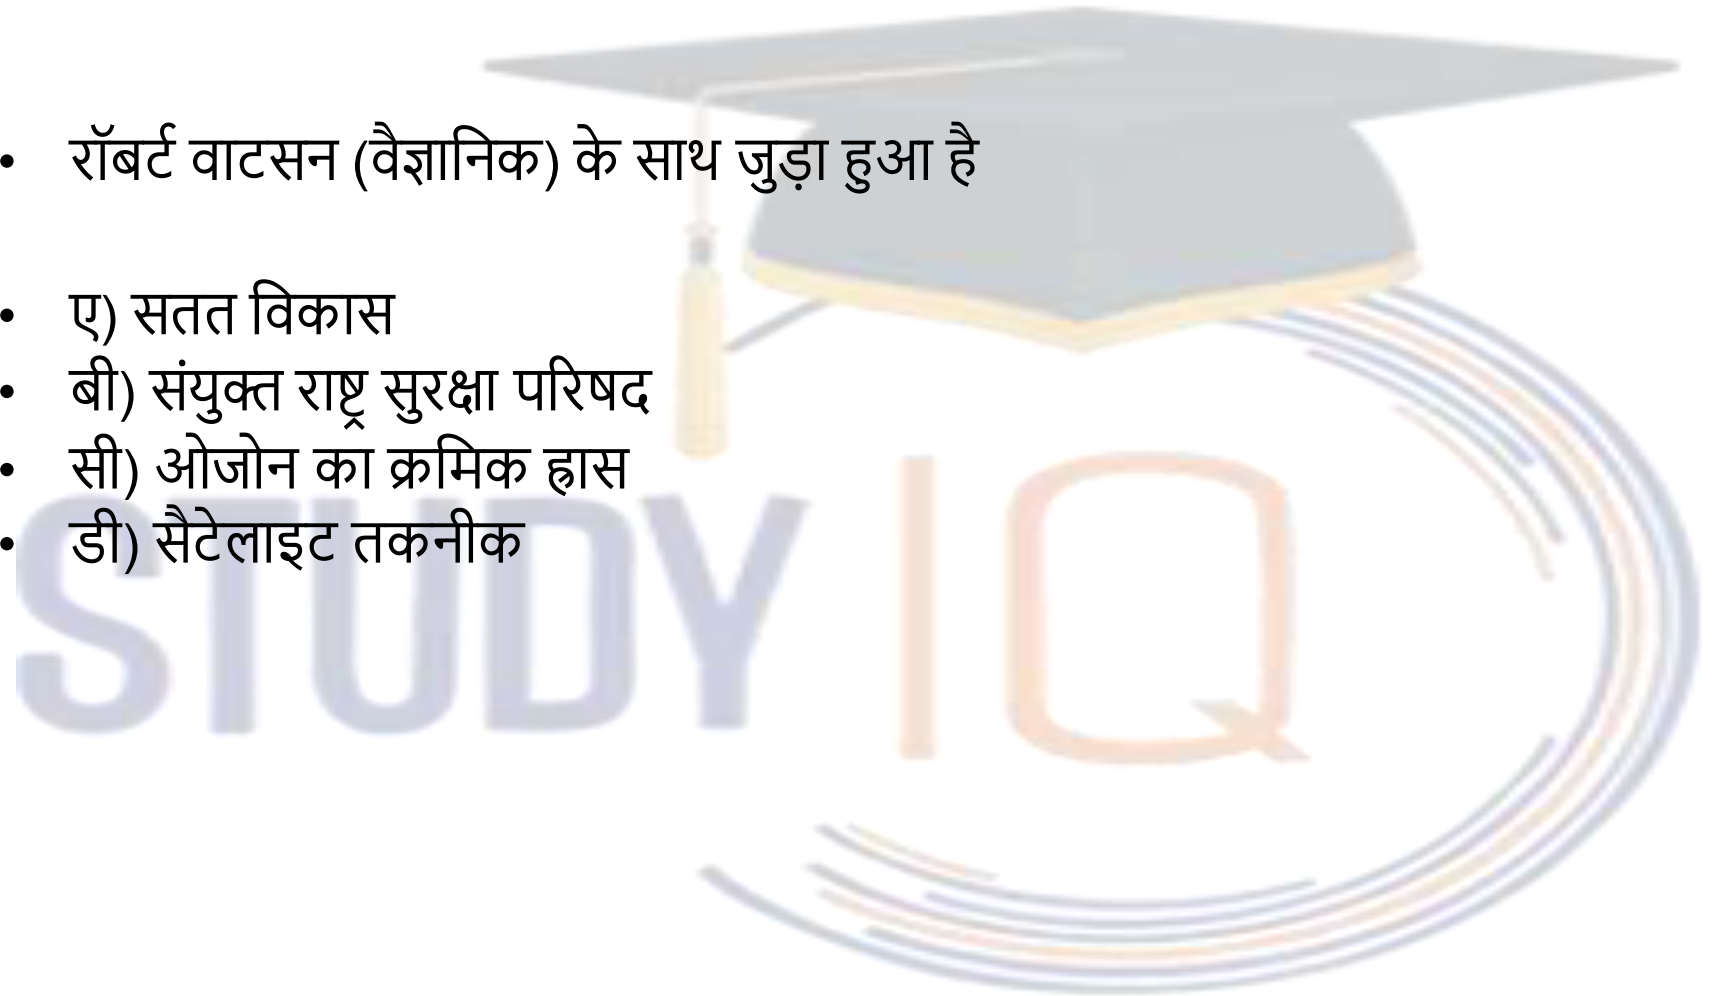 • रॉबर्ट वाटसन (वैज्ञानिक) के साथ जुड़ा हुआ है
• ए) सतत विकास
• बी) संयुक्त राष्ट्र सुरक्षा परिषद
• सी) ओजोन का क्रमिक ह्रास
• डी) सैटेलाइट तकनीक
STUDY IQ